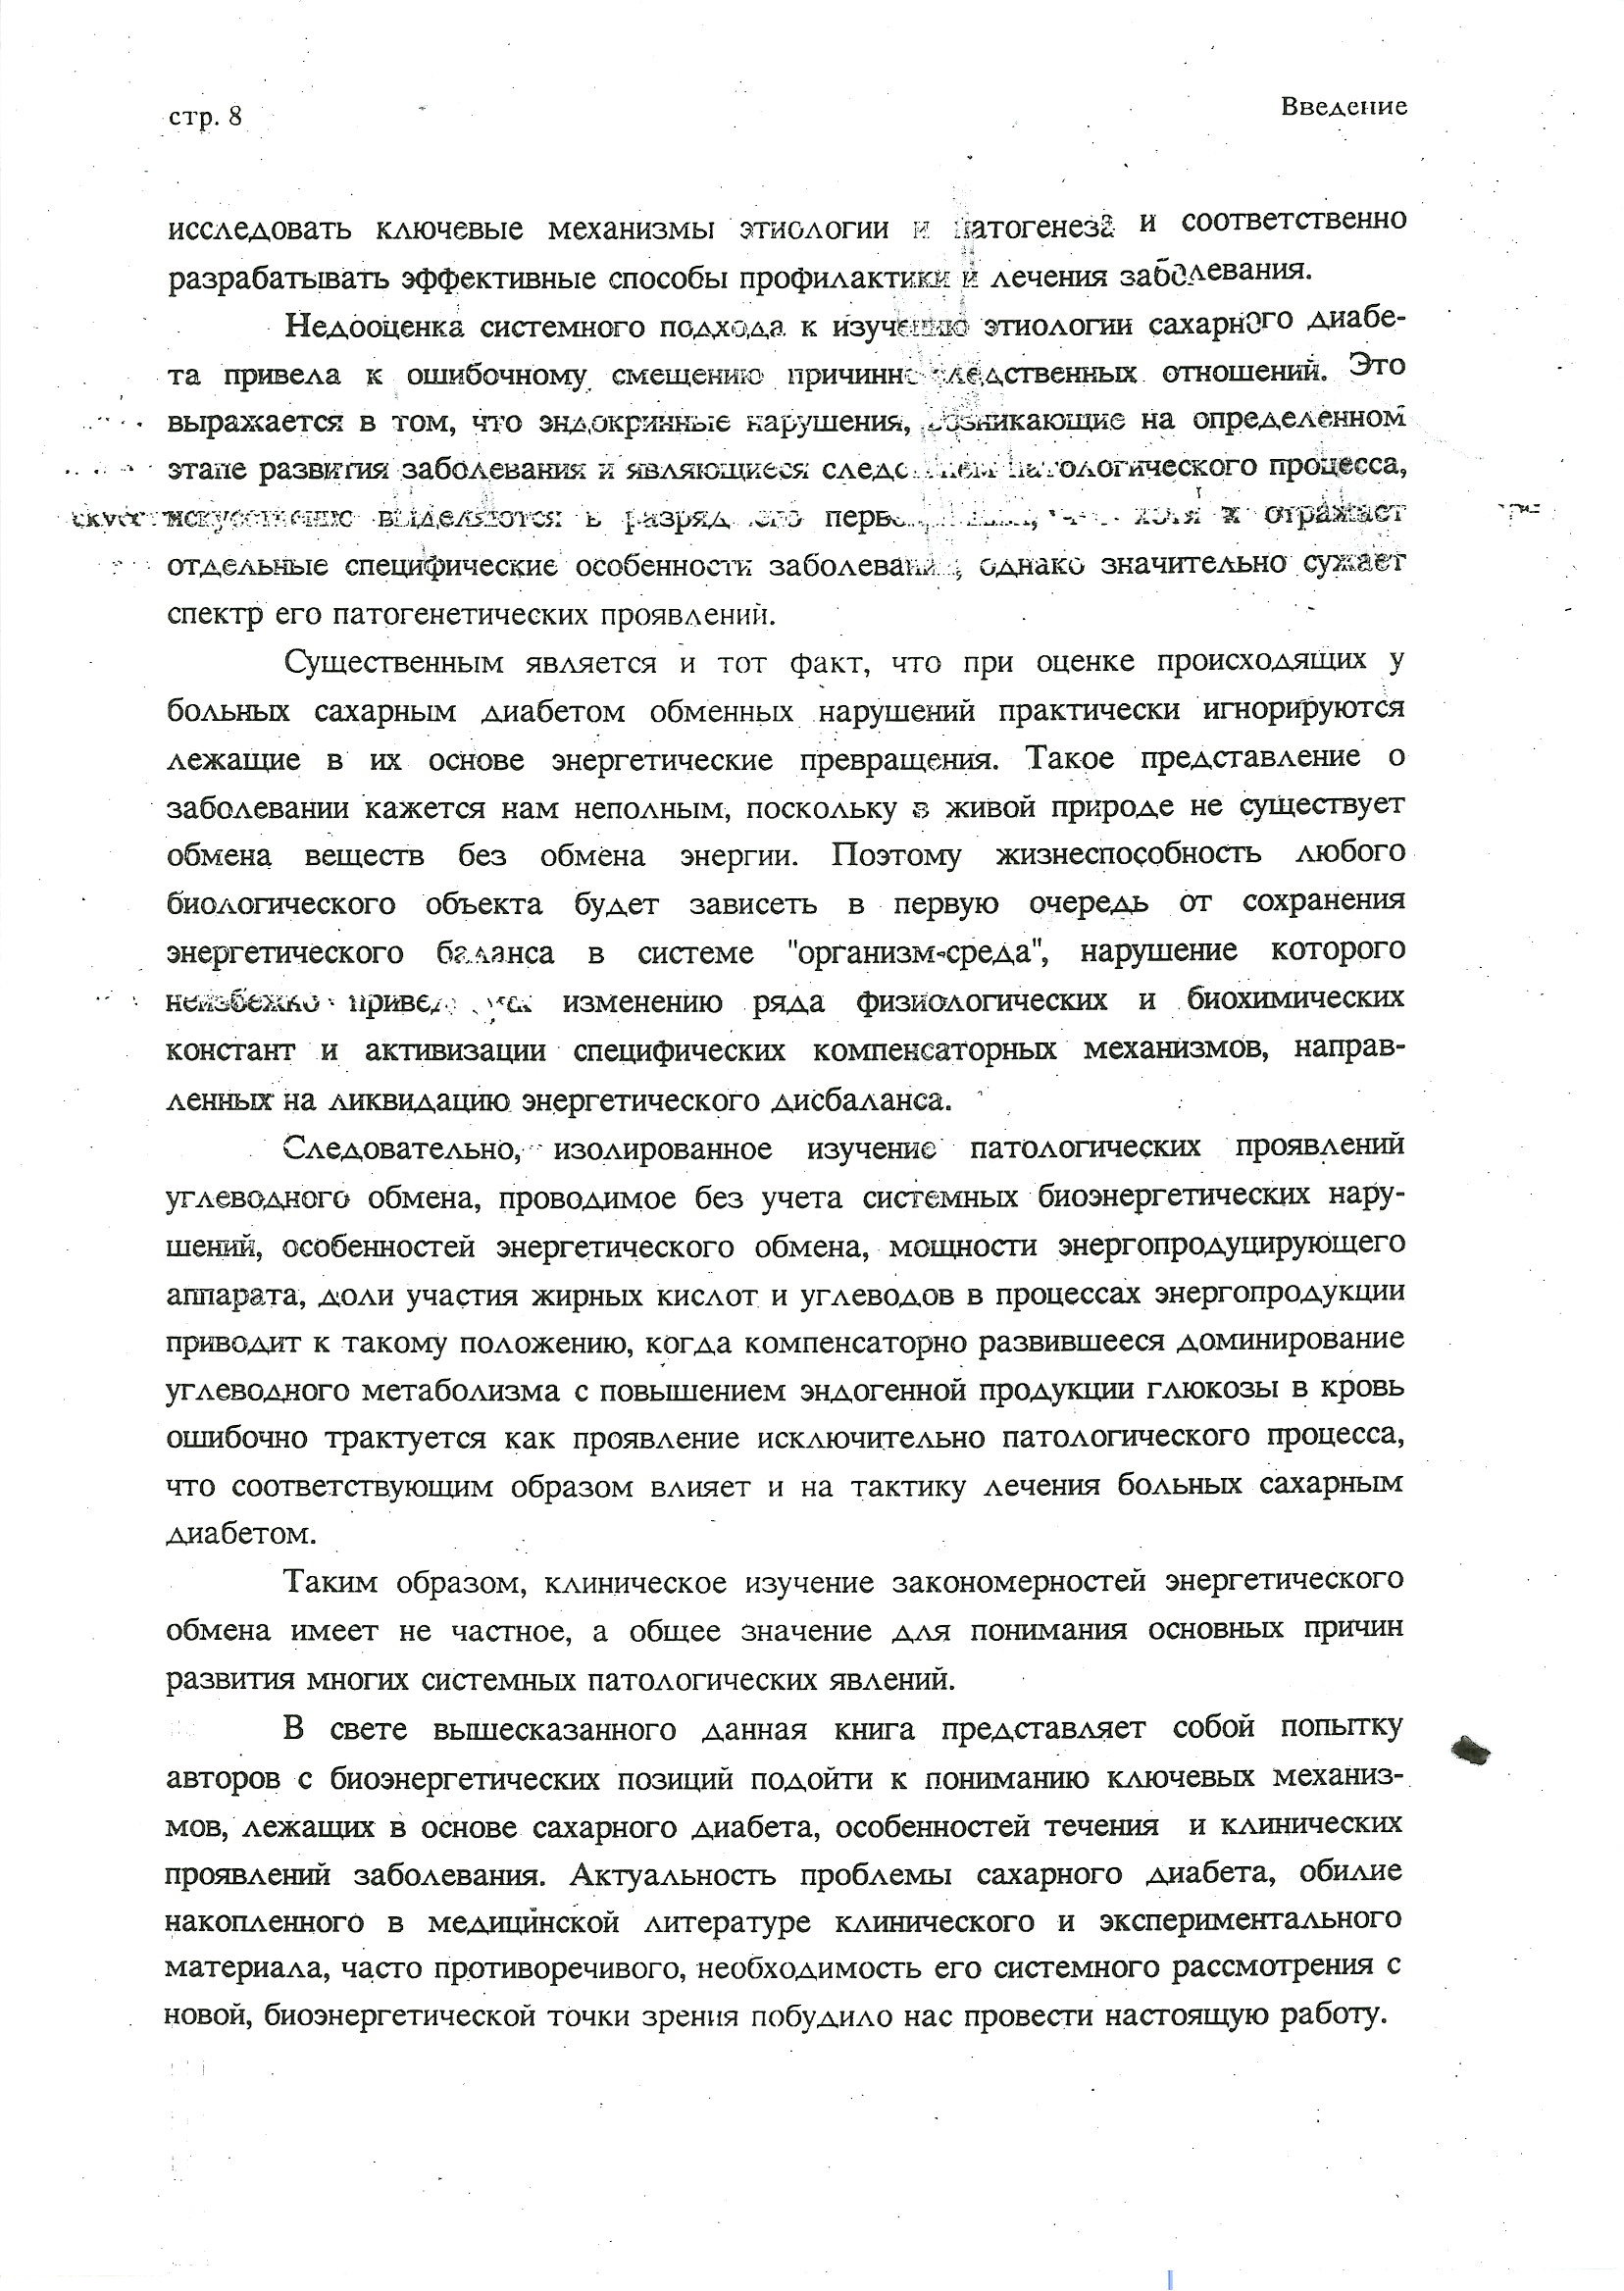 стр. 8
Введение
исследовать ключевые механизмы этиологии и патогенеза и соответственно
разрабатывать эффективные способы профилактики и лечения заболевания.
Недооценка системного подхода к изучению этиологии сахарного диабе-
та привела к ошибочному смещению причинно-следственных отношений. Это
выражается в том, что эндокринные нарушения, возникающие на определенном
этапе развития заболевания и являющиеся следствием патологического процесса,
искусственно выделяются в разряд его хотя и отражает
отдельные специфические особенности заболевания, однако значительно сужает
спектр его патогенетических проявлений.
Существенным является и тот факт, что при оценке происходящих у
больных сахарным диабетом обменных нарушений практически игнорируются
лежащие в их основе энергетические превращения. Такое представление о
заболевании кажется нам неполным, поскольку в живой природе не существует
обмена веществ без обмена энергии. Поэтому жизнеспособность любого
биологического объекта будет зависеть в первую очередь от сохранения
энергетического баланса в системе "организм-среда", нарушение которого
неизбежно изменению ряда физиологических и биохимических
констант и активизации специфических компенсаторных механизмов, направ-
ленных на ликвидацию энергетического дисбаланса.
Следовательно, изолированное изучение патологических проявлений
углеводного обмена, проводимое без учета системных биоэнергетических нару-
шений, особенностей энергетического обмена, мощности энергопродуцирующего
аппарата, доли участия жирных кислот и углеводов в процессах энергопродукции
приводит к такому положению, когда компенсаторно развившееся доминирование
углеводного метаболизма с повышением эндогенной продукции глюкозы в кровь
ошибочно трактуется как проявление исключительно патологического процесса,
что соответствующим образом влияет и на тактику лечения больных сахарным
диабетом.
Таким образом, клиническое изучение закономерностей энергетического
обмена имеет не частное, а общее значение для понимания основных причин
развития многих системных патологических явлений.
В свете вышесказанного данная книга представляет собой попытку
авторов с биоэнергетических позиций подойти к пониманию ключевых механиз-
мов, лежащих в основе сахарного диабета, особенностей течения и клинических
проявлений заболевания. Актуальность проблемы сахарного диабета, обилие
накопленного в медицинской литературе клинического и экспериментального
материала, часто противоречивого, необходимость его системного рассмотрения с
новой, биоэнергетической точки зрения побудило нас провести настоящую работу.